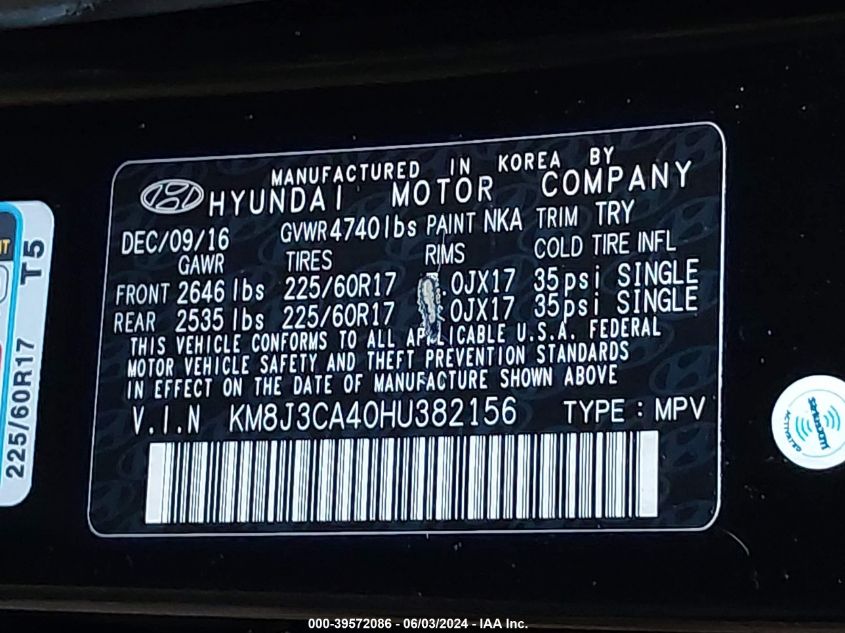 MANUFACTURED IN KOREA BY
HYUNDAI MOTOR COMPANY
DEC/09/16 GVWR 4740lbs PAINT NKA TRIM TRY
GAWR TIRES RIMS COLD TIRE INFL
FRONT 2646 lbs 225/60R17 0JX17 35psi SINGLE
REAR 2535 lbs 225/60R17 0JX17 35psi SINGLE
THIS VEHICLE CONFORMS TO ALL APPLICABLE U.S.A. FEDERAL
MOTOR VEHICLE SAFETY AND THEFT PREVENTION STANDARDS
IN EFFECT ON THE DATE OF MANUFACTURE SHOWN ABOVE
V.I.N KM8J3CA40HU382156 TYPE : MPV
225/60R17 T5
000-39572086 - 06/03/2024 - IAA Inc.